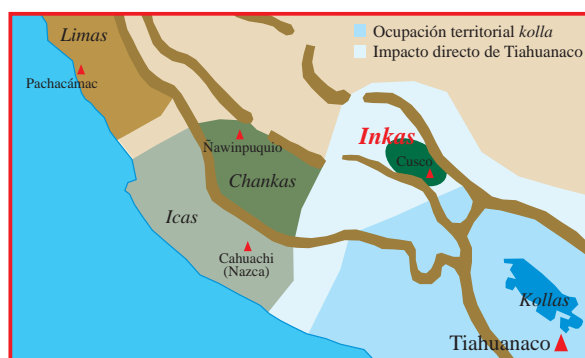 Limas
Pachacámac
Ocupación territorial kolla
Impacto directo de Tiahuanaco
Ñawinpuquio
Inkas
Cusco
Chankas
Icas
Cahuachi
(Nazca)
Kollas
Tiahuanaco